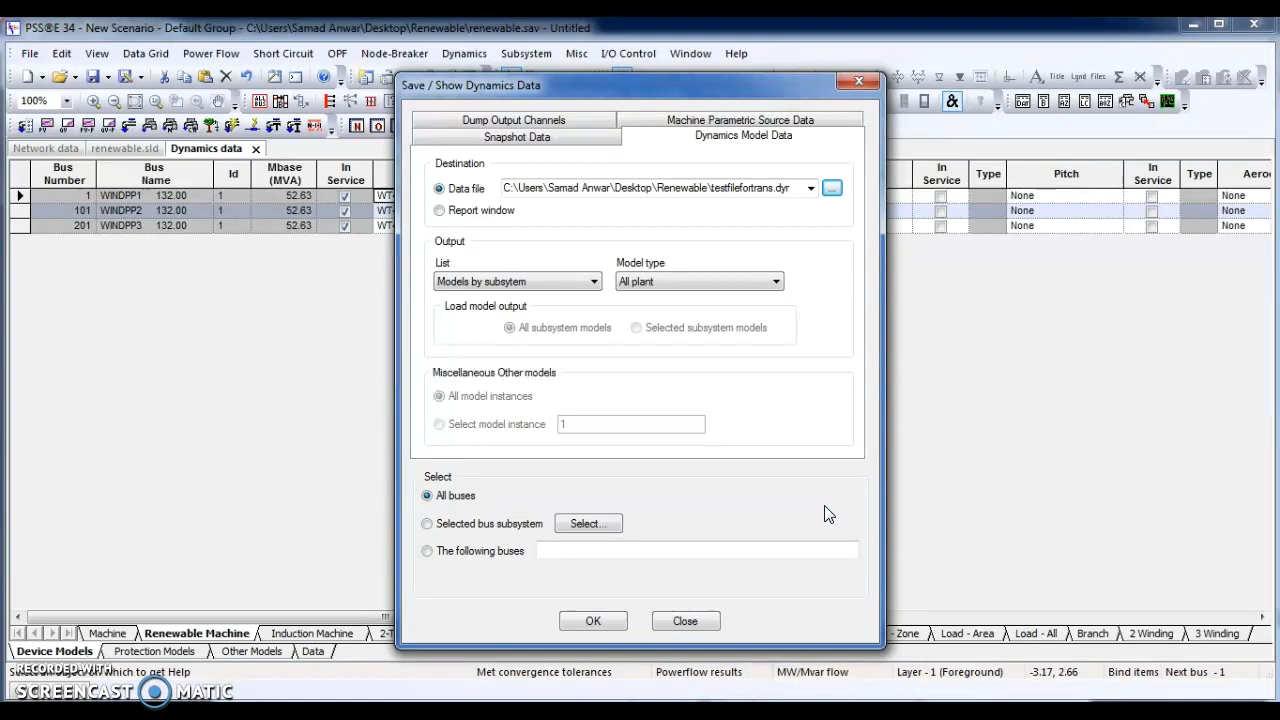 PSS®E 34 - New Scenario - Default Group - C:\Users\Samad Anwar\Desktop\Renewable\renewable.sav - Untitled
File Edit View Data Grid Power Flow Short Circuit OPF Node-Breaker Dynamics Subsystem Misc I/O Control Window Help
100%
Network data renewable.sld Dynamics data
Bus Number Bus Name Id Mbase (MVA) In Service
1 WINDPP1 132.00 1 52.63 WT4
101 WINDPP2 132.00 1 52.63
201 WINDPP3 132.00 1 52.63
Save / Show Dynamics Data
Dump Output Channels Machine Parametric Source Data
Snapshot Data Dynamics Model Data
Destination
Data file C:\Users\Samad Anwar\Desktop\Renewable\testfilefortrans.dyr ...
Report window
Output
List Model type
Models by subsytem All plant
Load model output
All subsystem models Selected subsystem models
Miscellaneous Other models
All model instances
Select model instance 1
Select
All buses
Selected bus subsystem Select...
The following buses
OK Close
In Service Type Pitch In Service Type
None None
None None
None None
Machine Renewable Machine Induction Machine - Zone Load - Area Load - All Branch 2 Winding 3 Winding
Device Models Protection Models Other Models Data
which to get Help Met convergence tolerances Powerflow results MW/Mvar flow Layer - 1 (Foreground) -3.17, 2.66 Bind items Next bus - 1
RECORDED WITH
SCREENCAST MATIC